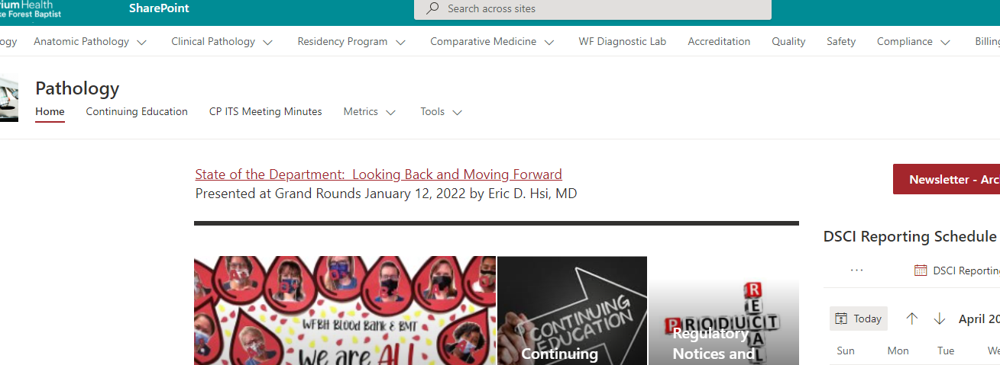 rium Health
ke Forest Baptist
SharePoint
Search across sites
ogy Anatomic Pathology Clinical Pathology Residency Program Comparative Medicine WF Diagnostic Lab Accreditation Quality Safety Compliance Billing
Pathology
Home Continuing Education CP ITS Meeting Minutes Metrics Tools
State of the Department: Looking Back and Moving Forward
Presented at Grand Rounds January 12, 2022 by Eric D. Hsi, MD
Newsletter - Arc
DSCI Reporting Schedule
... DSCI Reporting
Today April 20
Sun Mon Tue We
WFBH BLOOD BANK & BMT
We are ALL
CONTINUING
EDUCATION
Continuing
RECAL
PRODUCT
Regulatory
Notices and